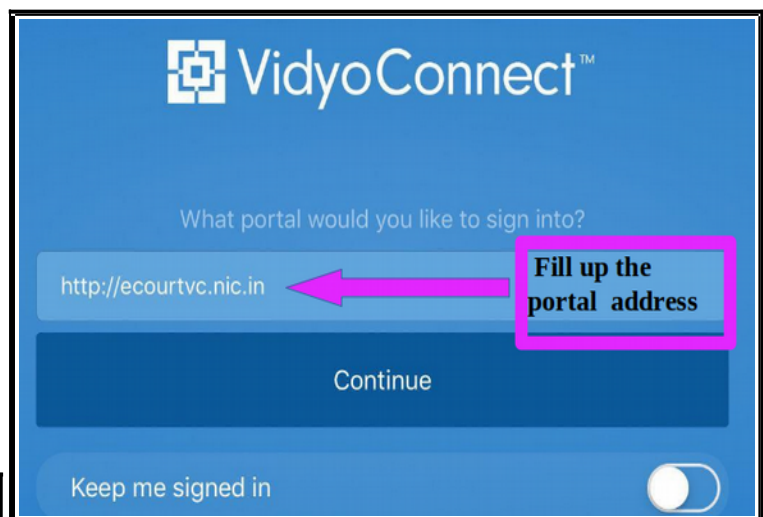 VidyoConnect™
What portal would you like to sign into?
http://ecourtvc.nic.in
Fill up the
portal address
Continue
Keep me signed in